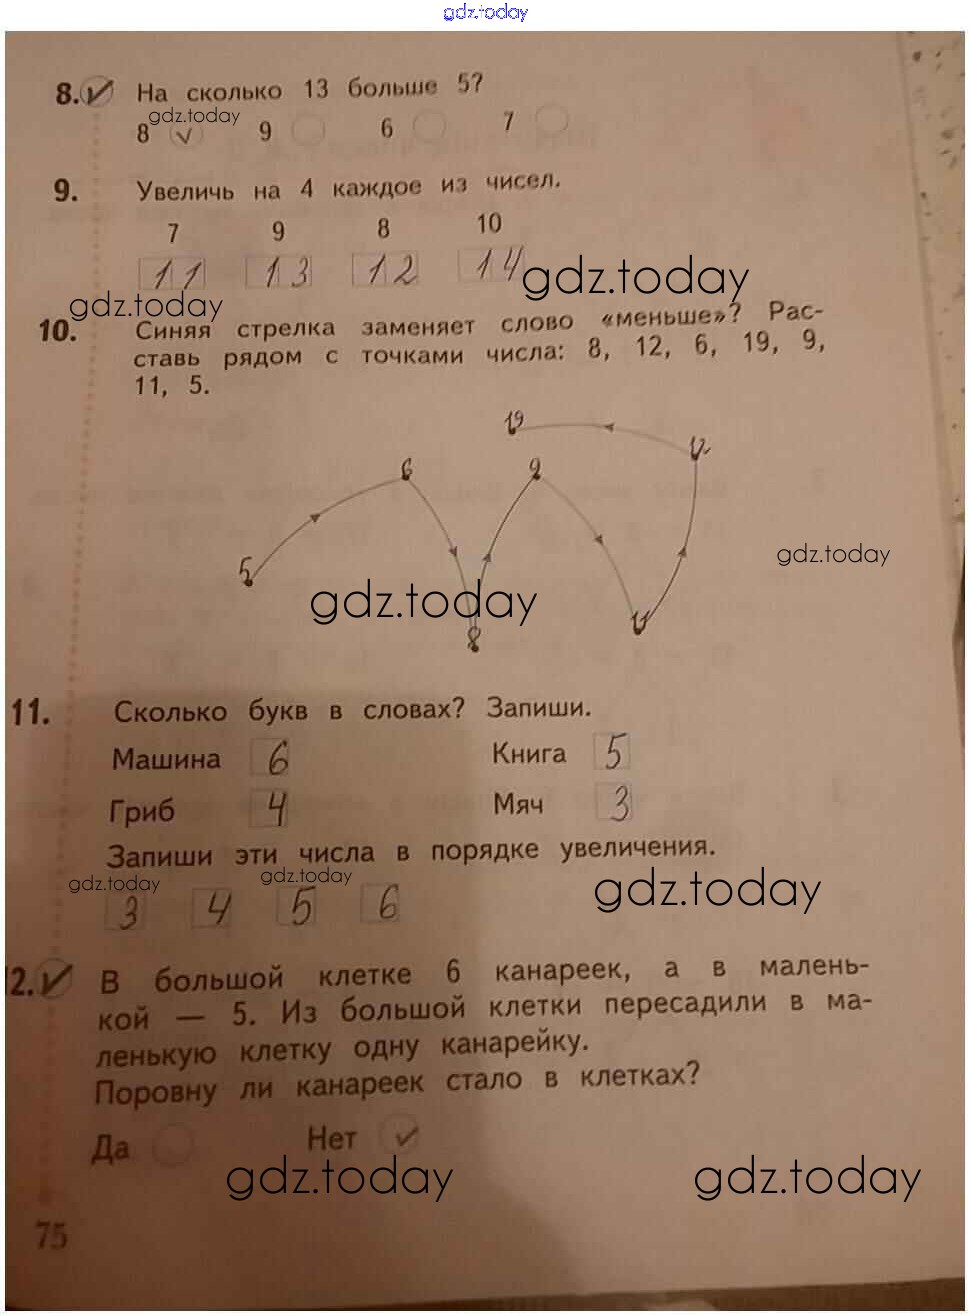 gdz.today
8. ✓ На сколько 13 больше 5?
gdz.today
8 ✓ 9 6 7
9. Увеличь на 4 каждое из чисел.
7 9 8 10
11 13 12 14
gdz.today
gdz.today
10. Синяя стрелка заменяет слово «меньше»? Рас-
ставь рядом с точками числа: 8, 12, 6, 19, 9,
11, 5.
19
12
6 9
gdz.today
5
gdz.today
11
8
11. Сколько букв в словах? Запиши.
Машина 6 Книга 5
Гриб 4 Мяч 3
Запиши эти числа в порядке увеличения.
gdz.today gdz.today gdz.today
3 4 5 6
2. ✓ В большой клетке 6 канареек, а в малень-
кой — 5. Из большой клетки пересадили в ма-
ленькую клетку одну канарейку.
Поровну ли канареек стало в клетках?
Да Нет ✓
gdz.today gdz.today
75